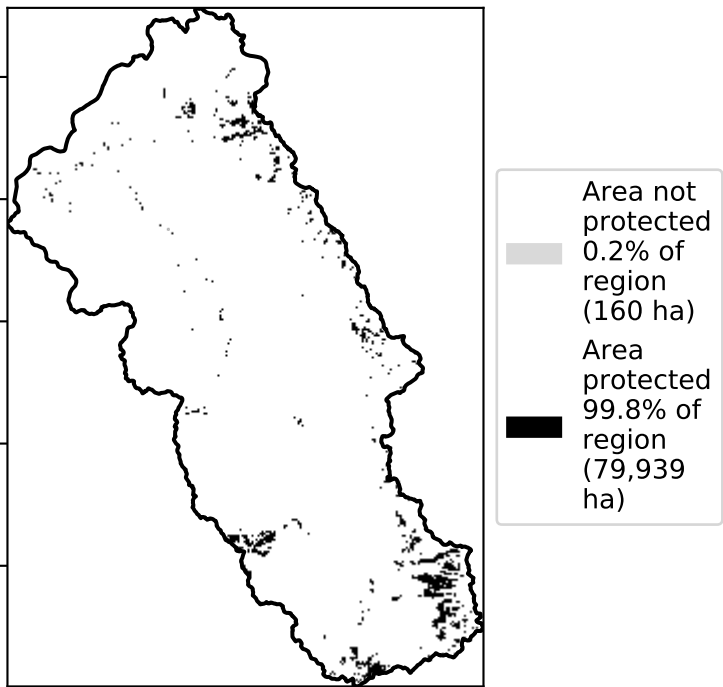 Area not
protected
0.2% of
region
(160 ha)
Area
protected
99.8% of
region
(79,939
ha)